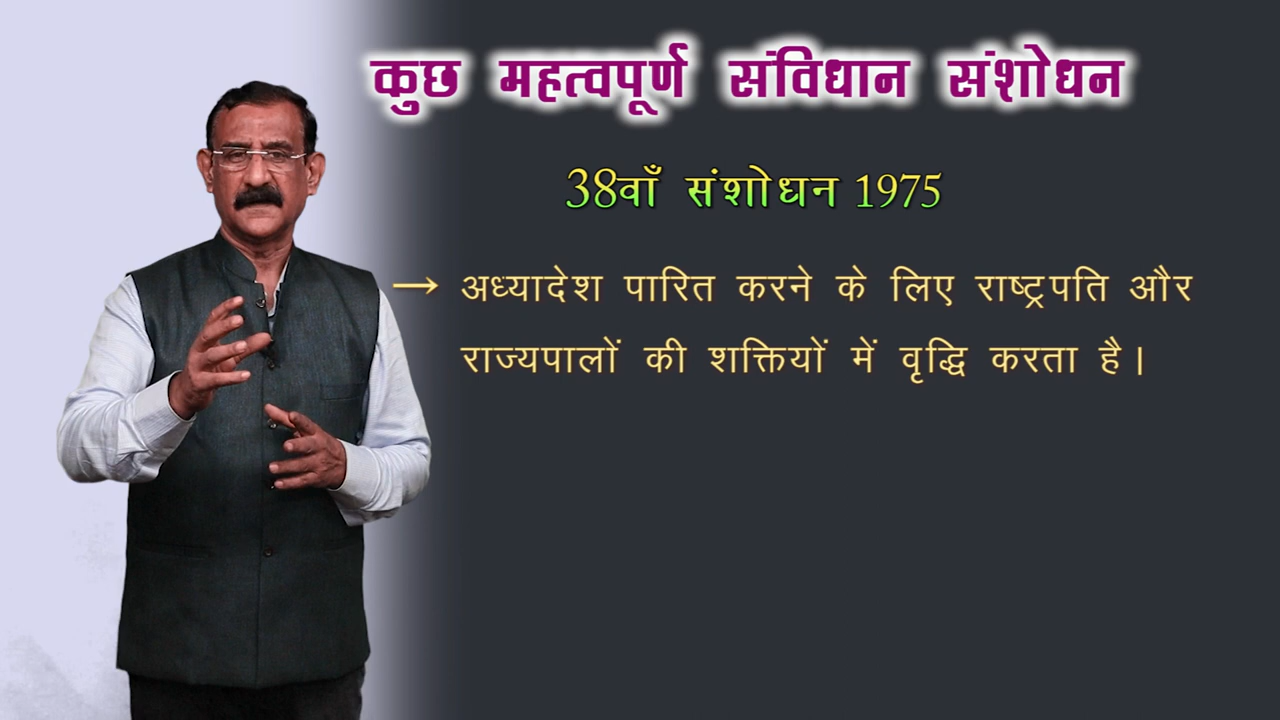 कुछ महत्वपूर्ण संविधान संशोधन
38वाँ संशोधन 1975
→ अध्यादेश पारित करने के लिए राष्ट्रपति और
राज्यपालों की शक्तियों में वृद्धि करता है।